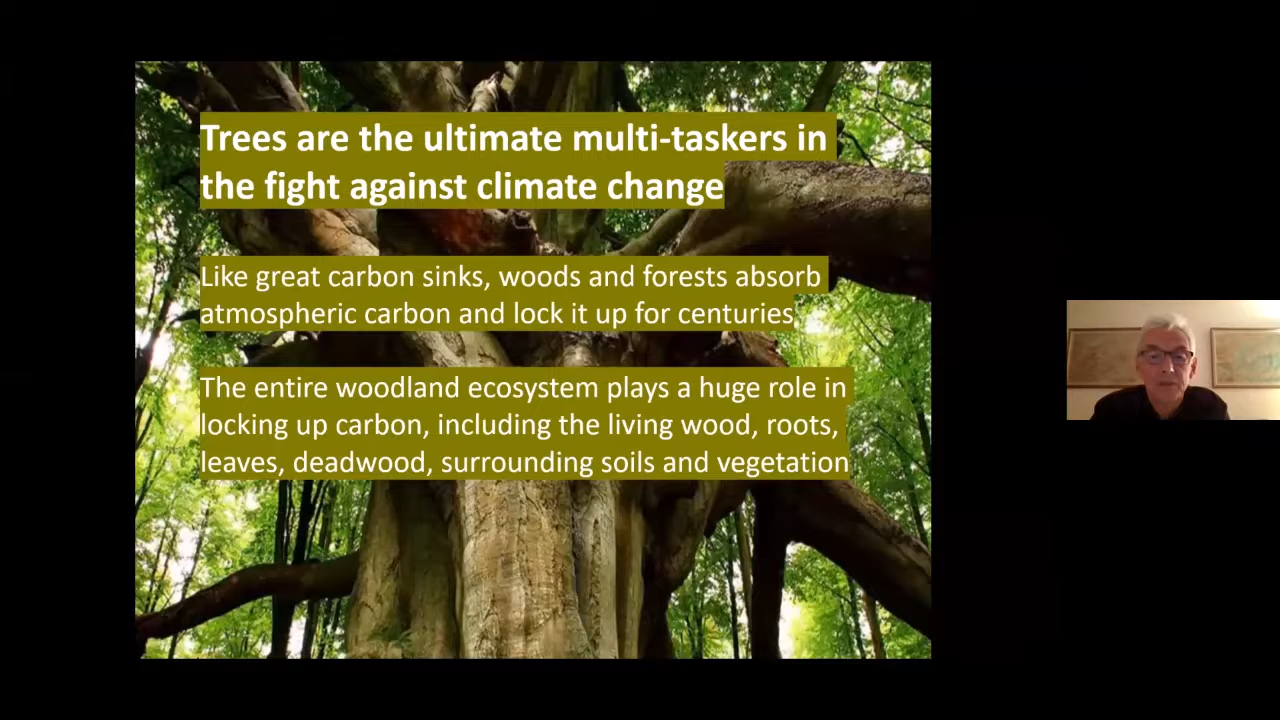 Trees are the ultimate multi-taskers in
the fight against climate change
Like great carbon sinks, woods and forests absorb
atmospheric carbon and lock it up for centuries
The entire woodland ecosystem plays a huge role in
locking up carbon, including the living wood, roots,
leaves, deadwood, surrounding soils and vegetation